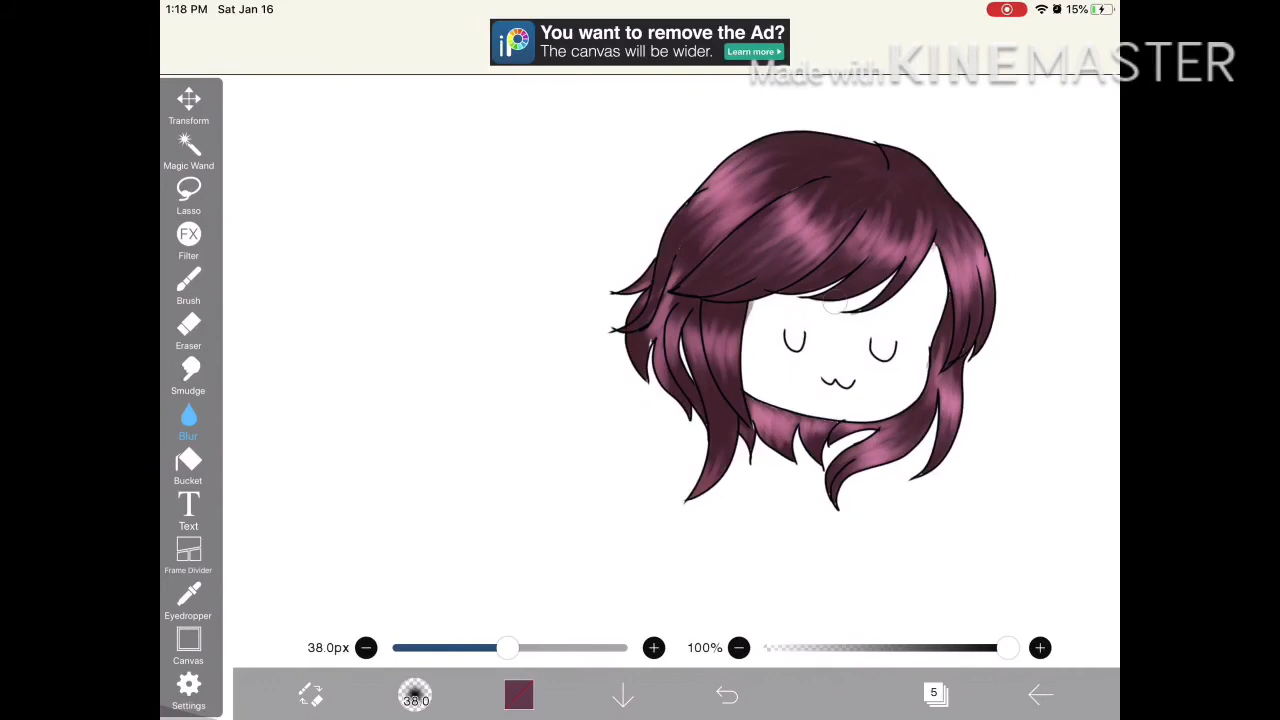 1:18 PM Sat Jan 16
15%
You want to remove the Ad?
The canvas will be wider.
Learn more
Made with KINEMASTER
Transform
Magic Wand
Lasso
FX
Filter
Brush
Eraser
Smudge
Blur
Bucket
T
Text
Frame Divider
Eyedropper
Canvas
Settings
38.0px
100%
38.0
5